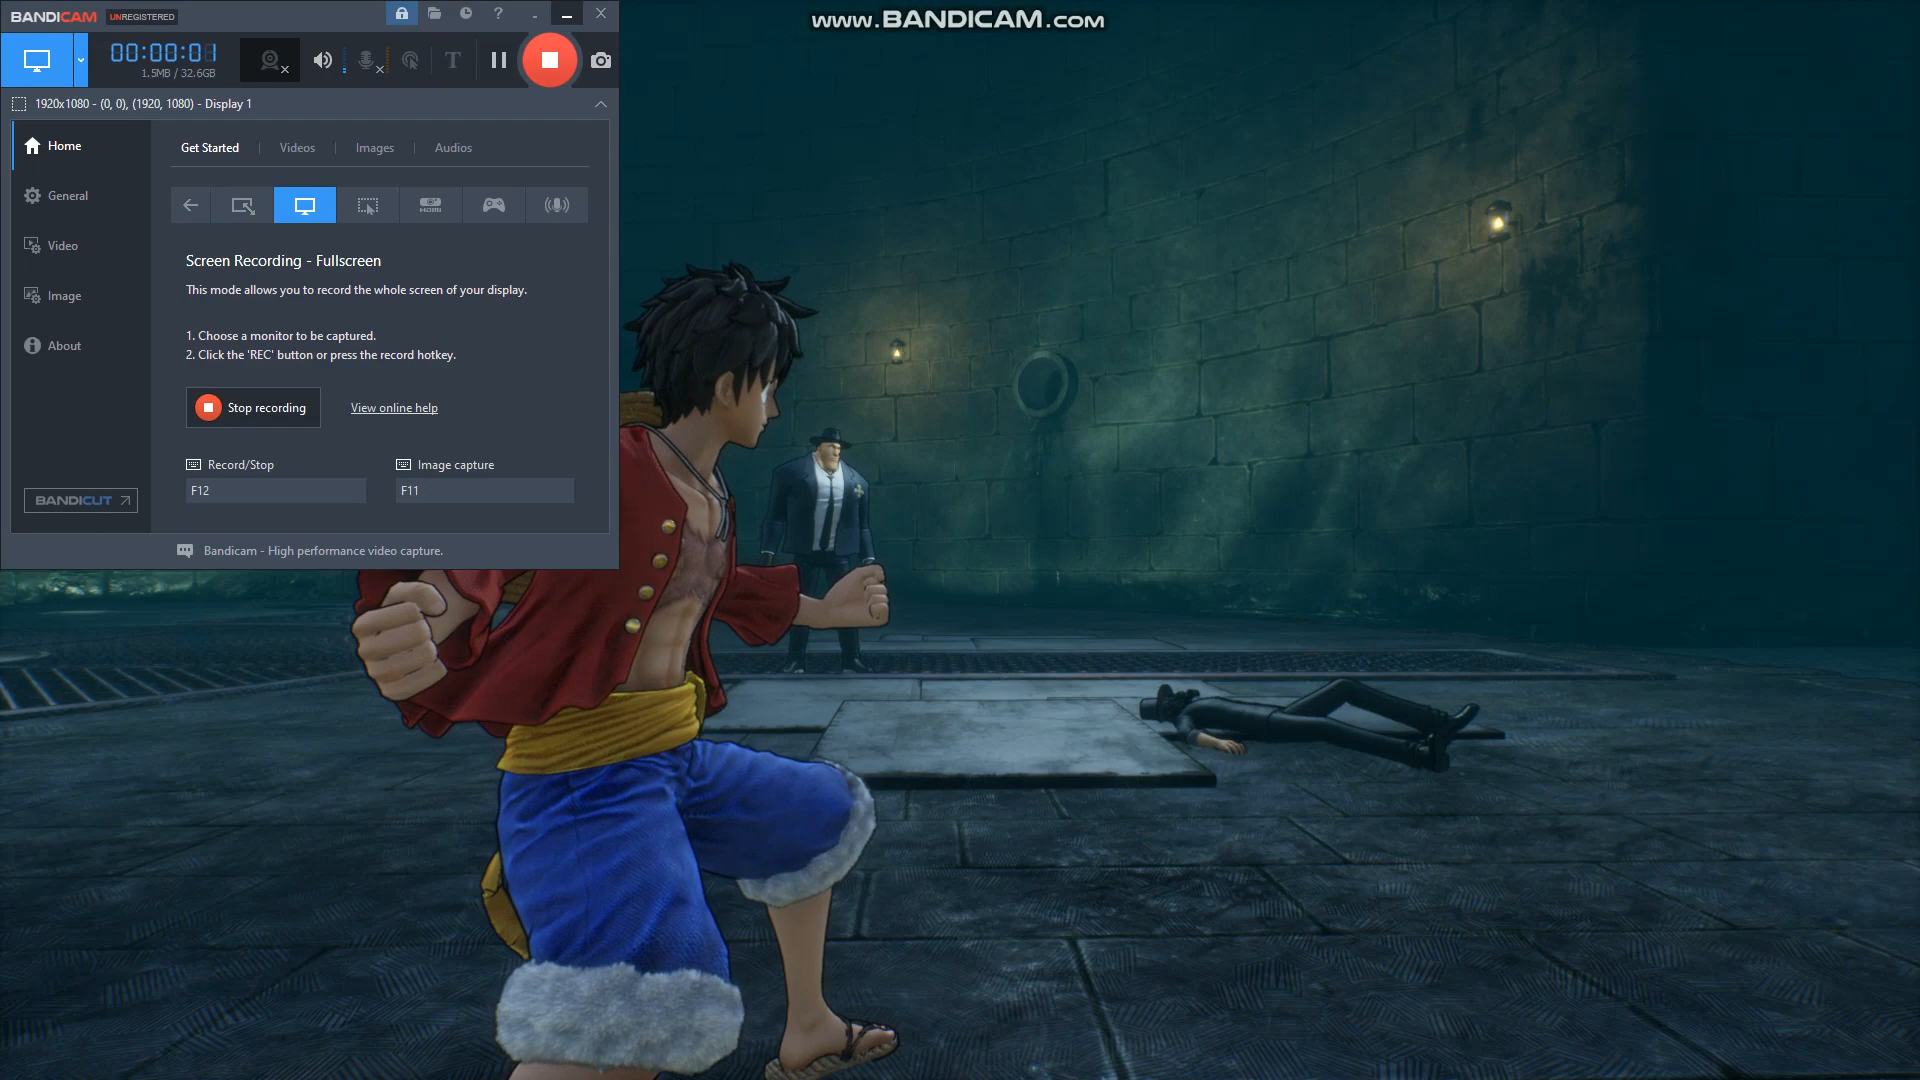 BANDICAM UNREGISTERED
www.BANDICAM.com
00:00:01
1.5MB / 32.6GB
T
1920x1080 - (0, 0), (1920, 1080) - Display 1
Home
General
Video
Image
About
BANDICUT
Get Started
Videos
Images
Audios
HDMI
Screen Recording - Fullscreen
This mode allows you to record the whole screen of your display.
1. Choose a monitor to be captured.
2. Click the 'REC' button or press the record hotkey.
Stop recording
View online help
Record/Stop
Image capture
F12
F11
Bandicam - High performance video capture.